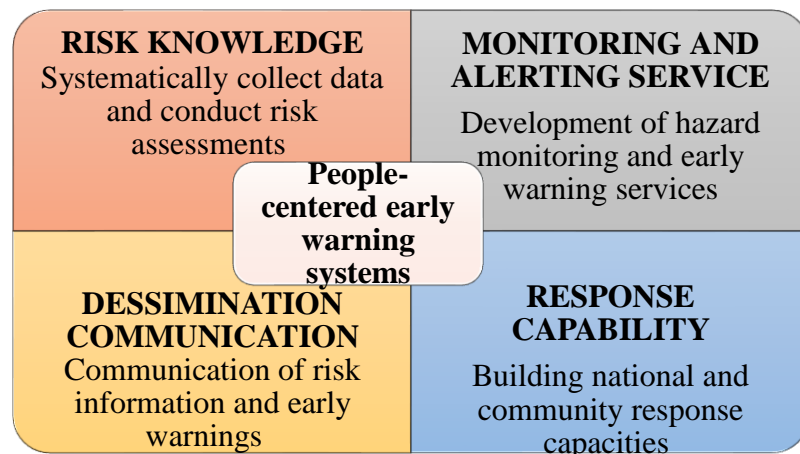 RISK KNOWLEDGE
Systematically collect data
and conduct risk
assessments
MONITORING AND
ALERTING SERVICE
Development of hazard
monitoring and early
warning services
People-
centered early
warning
systems
DESSIMINATION
COMMUNICATION
Communication of risk
information and early
warnings
RESPONSE
CAPABILITY
Building national and
community response
capacities